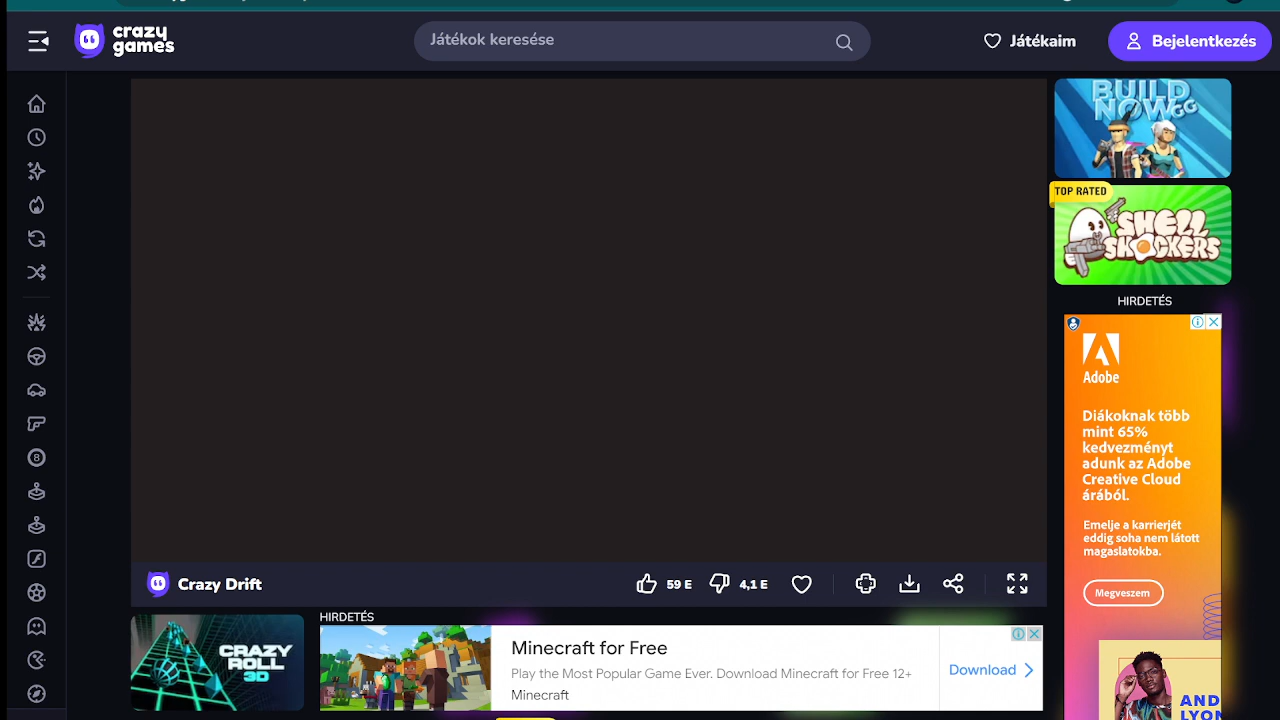 crazy
games
Játékok keresése
Játékaim
Bejelentkezés
BUILD
NOW GG
TOP RATED
SHELL
SHOCKERS
HIRDETÉS
Adobe
Diákoknak több
mint 65%
kedvezményt
adunk az Adobe
Creative Cloud
árából.
Emelje a karrierjét
eddig soha nem látott
magaslatokba.
Megveszem
AND
LYON
Crazy Drift
59 E
4,1 E
8
CRAZY
ROLL
3D
HIRDETÉS
Minecraft for Free
Play the Most Popular Game Ever. Download Minecraft for Free 12+
Minecraft
Download